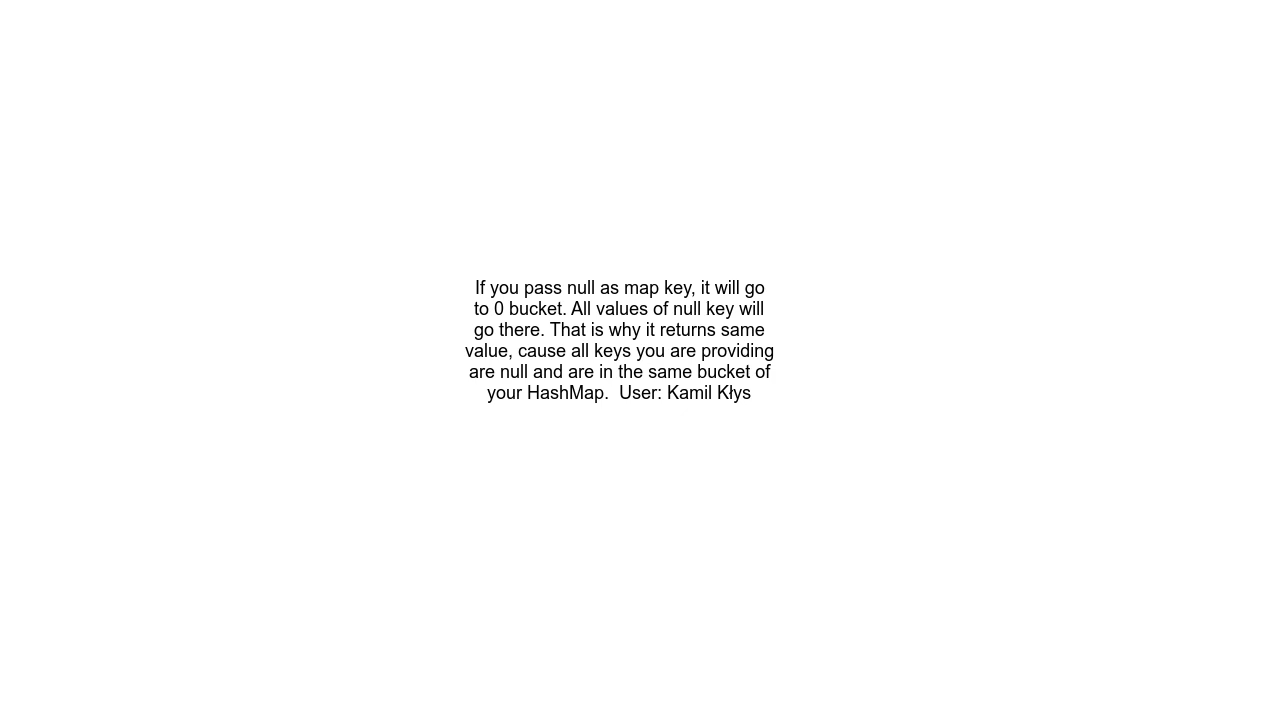 If you pass null as map key, it will go
to 0 bucket. All values of null key will
go there. That is why it returns same
value, cause all keys you are providing
are null and are in the same bucket of
your HashMap.  User: Kamil Kłys